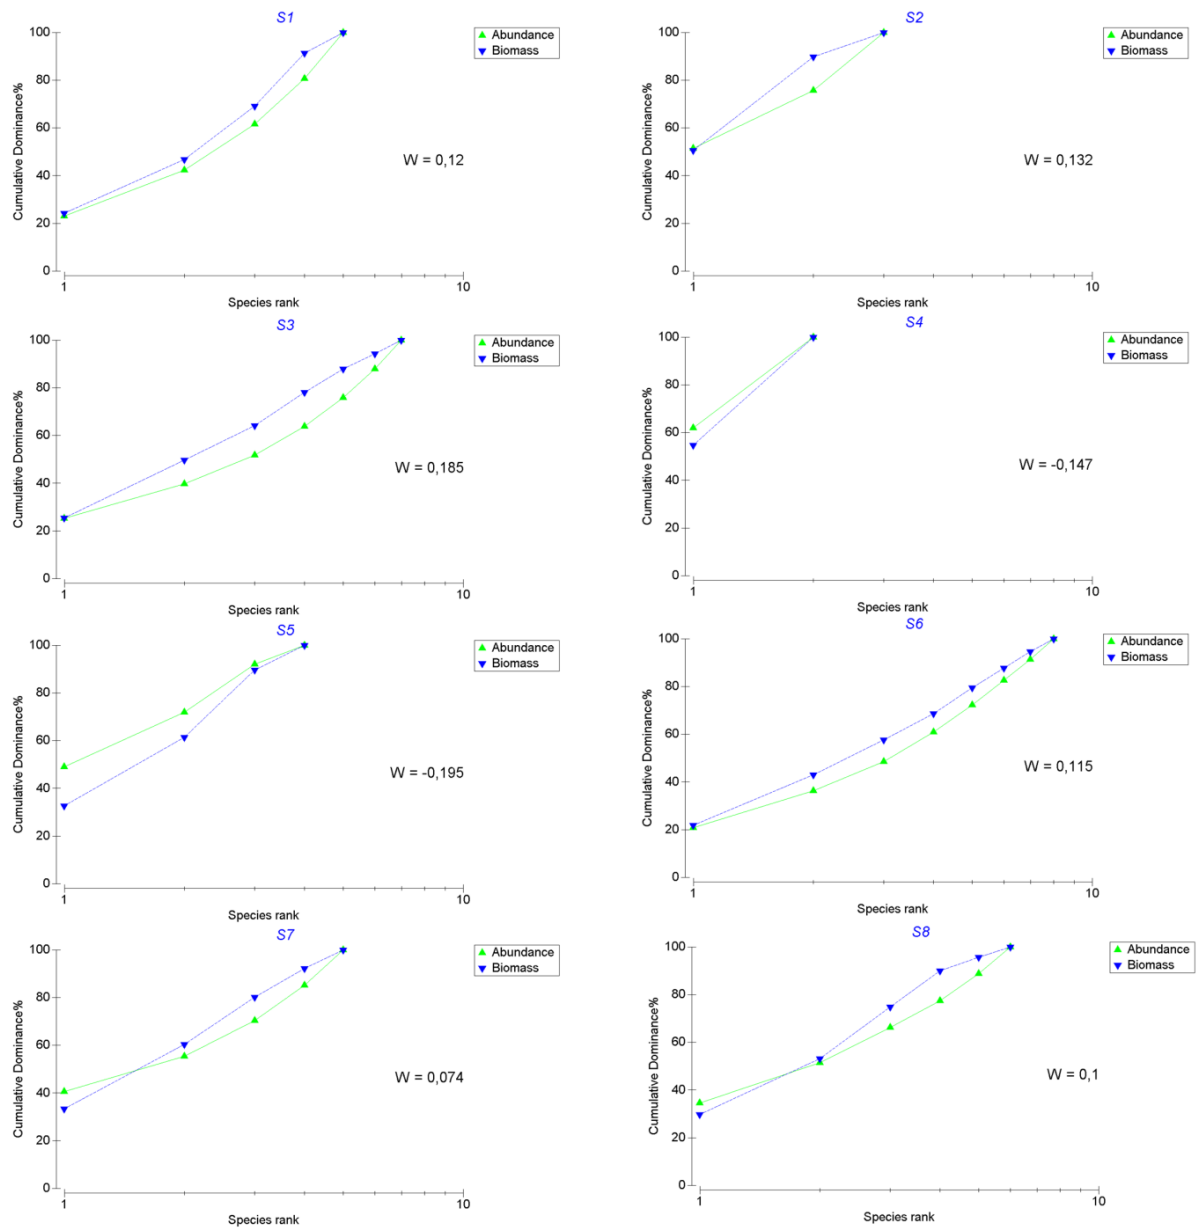 S1
Abundance
Biomass
Cumulative Dominance%
100
80
60
40
20
0
W = 0,12
1
10
Species rank
S2
Abundance
Biomass
Cumulative Dominance%
100
80
60
40
20
0
W = 0,132
1
10
Species rank
S3
Abundance
Biomass
Cumulative Dominance%
100
80
60
40
20
0
W = 0,185
1
10
Species rank
S4
Abundance
Biomass
Cumulative Dominance%
100
80
60
40
20
0
W = -0,147
1
10
Species rank
S5
Abundance
Biomass
Cumulative Dominance%
100
80
60
40
20
0
W = -0,195
1
10
Species rank
S6
Abundance
Biomass
Cumulative Dominance%
100
80
60
40
20
0
W = 0,115
1
10
Species rank
S7
Abundance
Biomass
Cumulative Dominance%
100
80
60
40
20
0
W = 0,074
1
10
Species rank
S8
Abundance
Biomass
Cumulative Dominance%
100
80
60
40
20
0
W = 0,1
1
10
Species rank